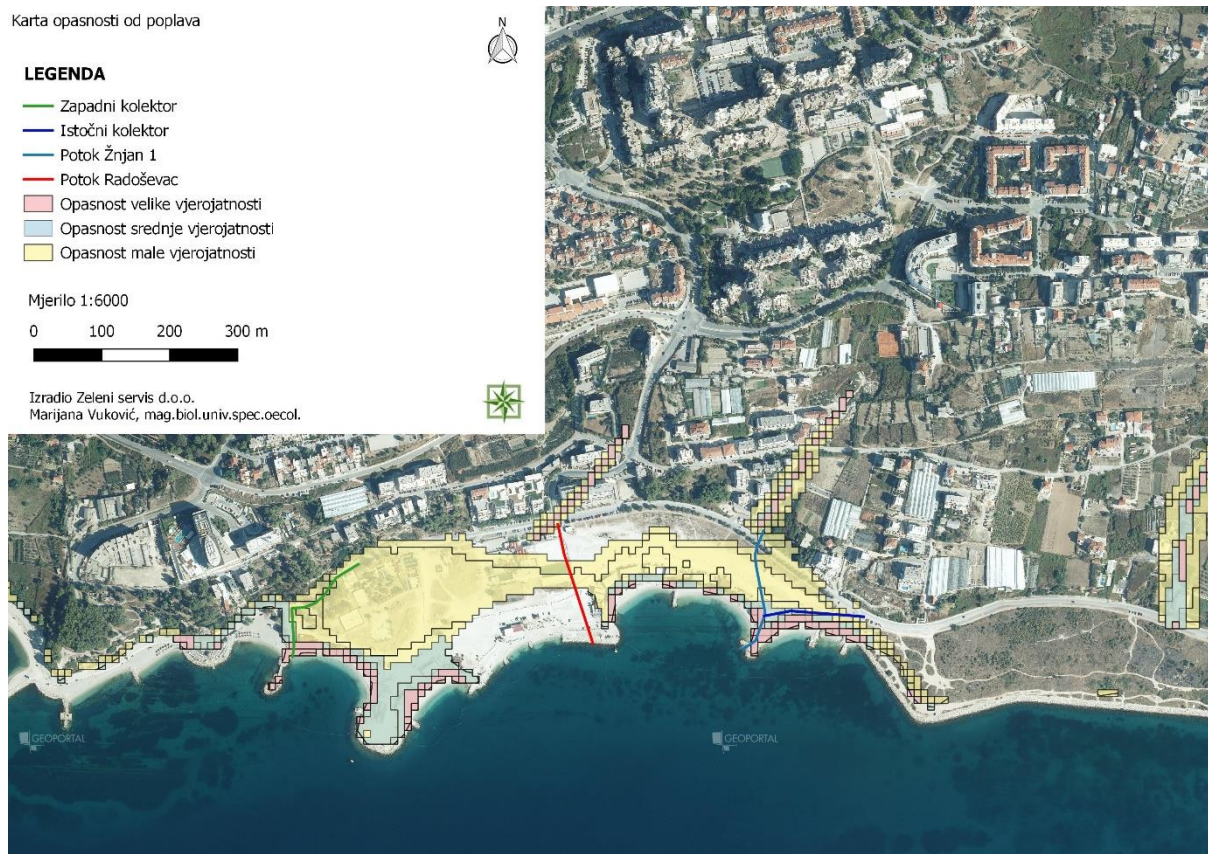 Karta opasnosti od poplava
N
LEGENDA
Zapadni kolektor
Istočni kolektor
Potok Žnjan 1
Potok Radoševac
Opasnost velike vjerojatnosti
Opasnost srednje vjerojatnosti
Opasnost male vjerojatnosti
Mjerilo 1:6000
0 100 200 300 m
Izradio Zeleni servis d.o.o.
Marijana Vuković, mag.biol.univ.spec.oecol.
GEOPORTAL
GEOPORTAL